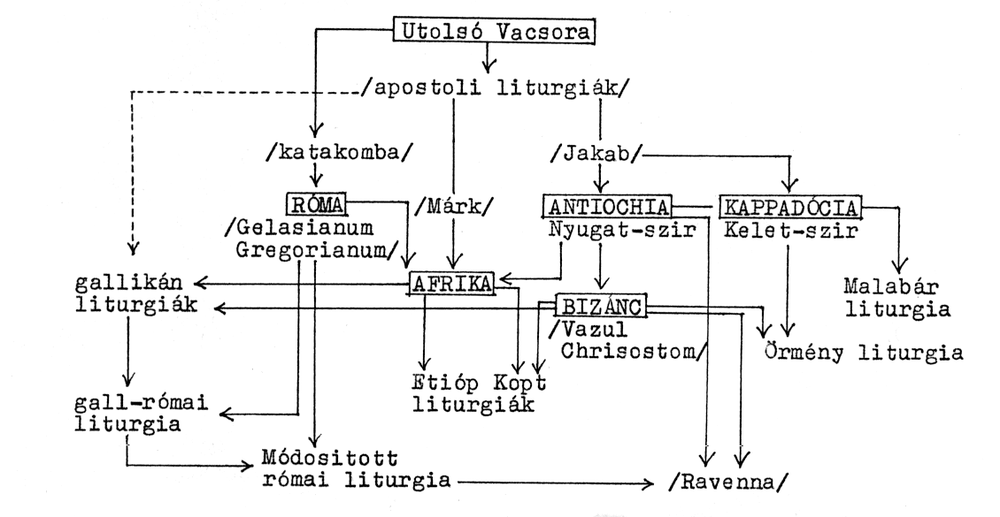 Utolsó Vacsora
/apostoli liturgiák/
/katakomba/
/Jakab/
RÓMA
/Márk/
ANTIOCHIA
KAPPADÓCIA
/Gelasianum
Gregorianum/
Nyugat-szir
Kelet-szir
gallikán
liturgiák
AFRIKA
Malabár
liturgia
BIZÁNC
/Vazul
Chrisostom/
Örmény liturgia
Etióp Kopt
liturgiák
gall-római
liturgia
Módositott
római liturgia
/Ravenna/